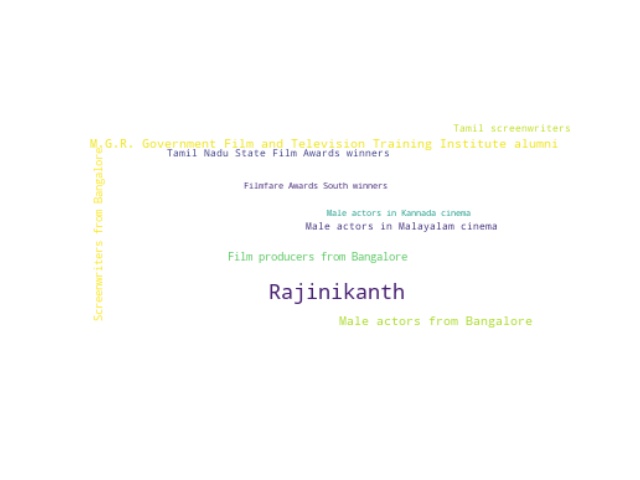 Tamil screenwriters
M.G.R. Government Film and Television Training Institute alumni
Tamil Nadu State Film Awards winners
Screenwriters from Bangalore
Filmfare Awards South winners
Male actors in Kannada cinema
Male actors in Malayalam cinema
Film producers from Bangalore
Rajinikanth
Male actors from Bangalore